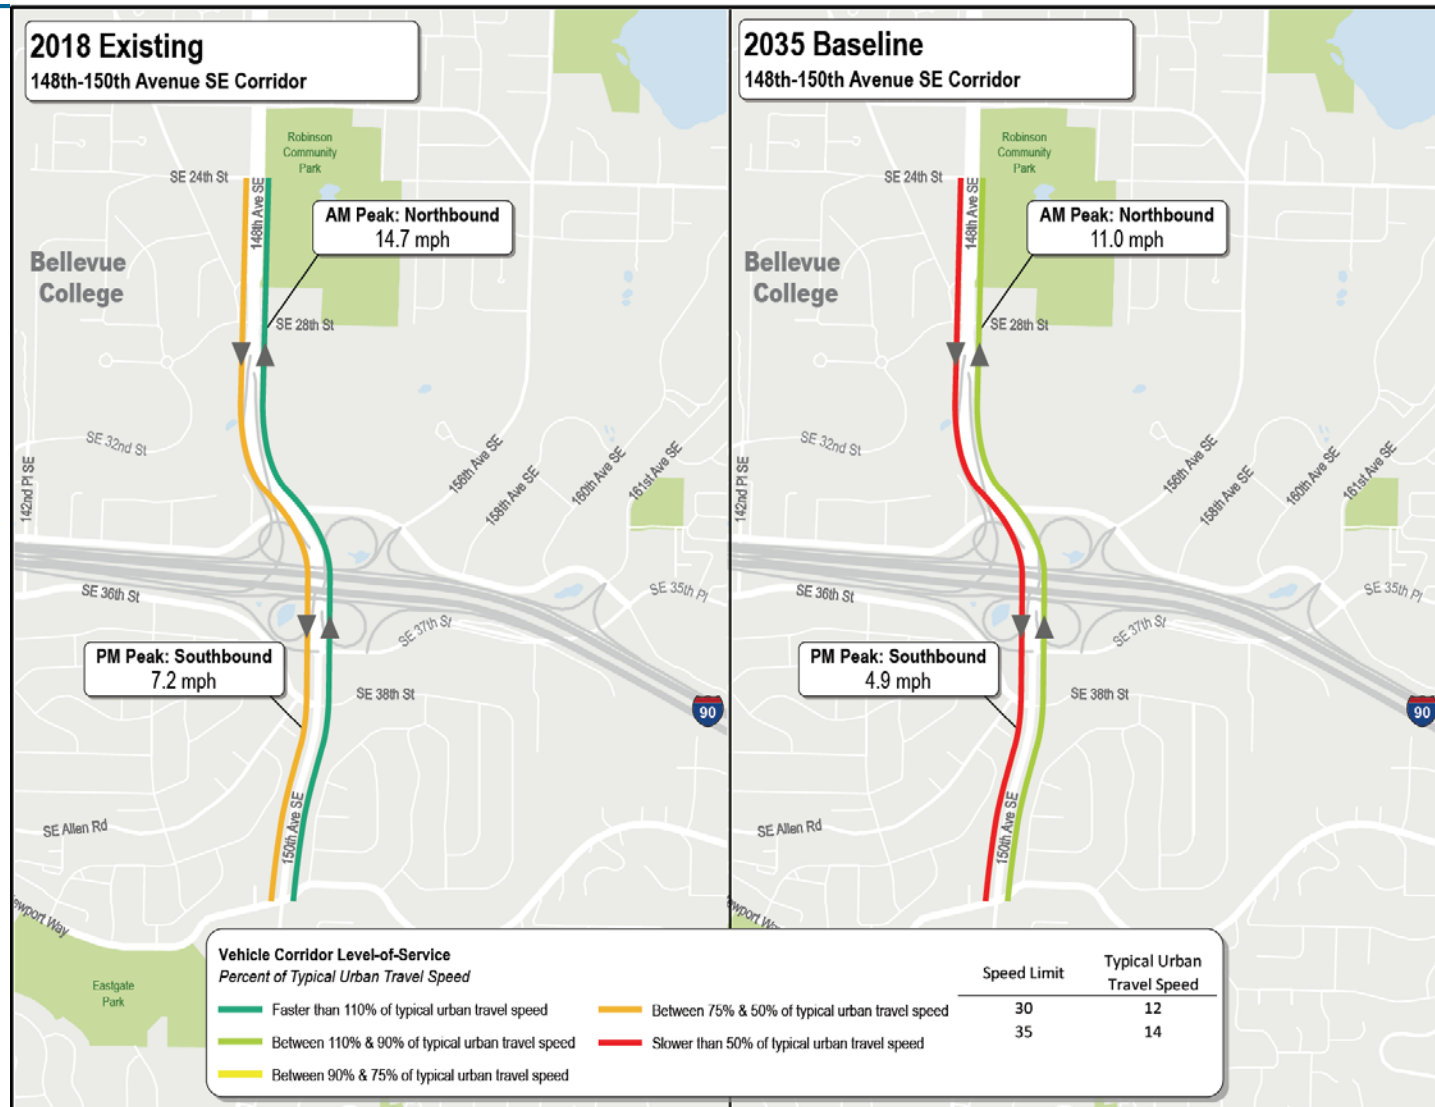 2018 Existing
148th-150th Avenue SE Corridor
Robinson
Community
Park
SE 24th St
148th Ave SE
AM Peak: Northbound
14.7 mph
Bellevue
College
SE 28th St
SE 32nd St
142nd Pl SE
156th Ave SE
158th Ave SE
160th Ave SE
161st Ave SE
SE 36th St
SE 35th Pl
SE 37th St
PM Peak: Southbound
7.2 mph
SE 38th St
90
150th Ave SE
SE Allen Rd
ewport Way
Eastgate
Park
2035 Baseline
148th-150th Avenue SE Corridor
Robinson
Community
Park
SE 24th St
148th Ave SE
AM Peak: Northbound
11.0 mph
Bellevue
College
SE 28th St
SE 32nd St
142nd Pl SE
156th Ave SE
158th Ave SE
160th Ave SE
161st Ave SE
SE 36th St
SE 35th Pl
SE 37th St
PM Peak: Southbound
4.9 mph
SE 38th St
90
150th Ave SE
SE Allen Rd
Vehicle Corridor Level-of-Service
Percent of Typical Urban Travel Speed
Faster than 110% of typical urban travel speed
Between 110% & 90% of typical urban travel speed
Between 90% & 75% of typical urban travel speed
Between 75% & 50% of typical urban travel speed
Slower than 50% of typical urban travel speed
Speed Limit
Typical Urban
Travel Speed
30 12
35 14